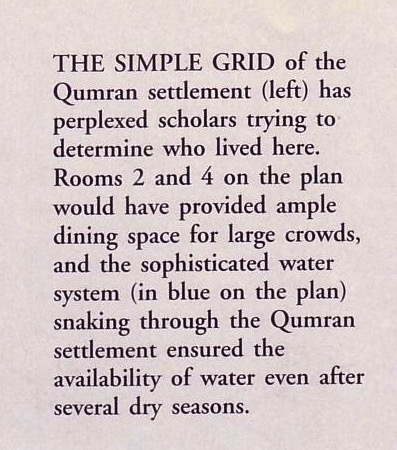 THE SIMPLE GRID of the
Qumran settlement (left) has
perplexed scholars trying to
determine who lived here.
Rooms 2 and 4 on the plan
would have provided ample
dining space for large crowds,
and the sophisticated water
system (in blue on the plan)
snaking through the Qumran
settlement ensured the
availability of water even after
several dry seasons.